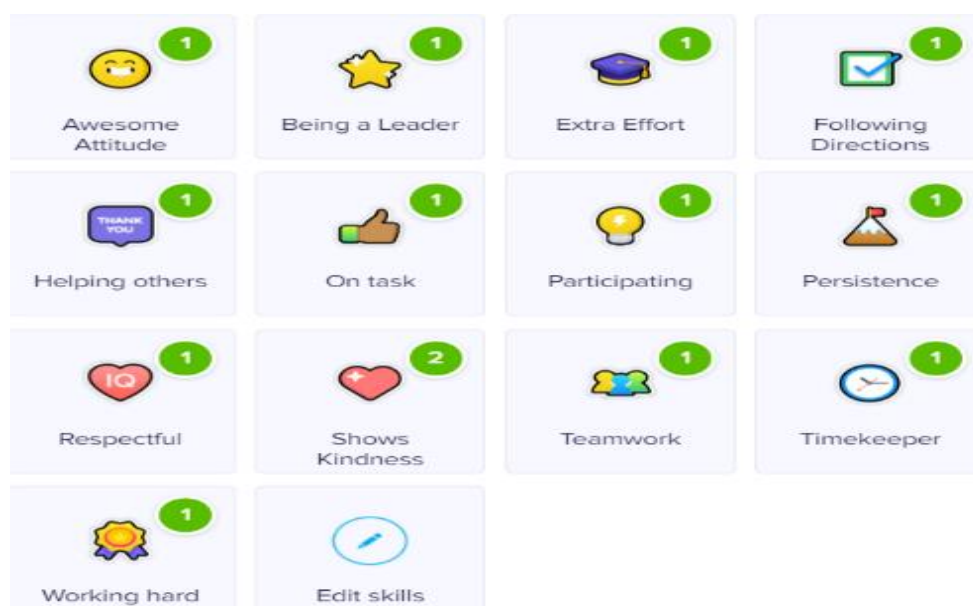 1
1
1
1
Awesome
Attitude
Being a Leader
Extra Effort
Following
Directions
1
1
1
1
THANK
YOU
Helping others
On task
Participating
Persistence
1
2
1
1
IQ
Respectful
Shows
Kindness
Teamwork
Timekeeper
1
Working hard
Edit skills